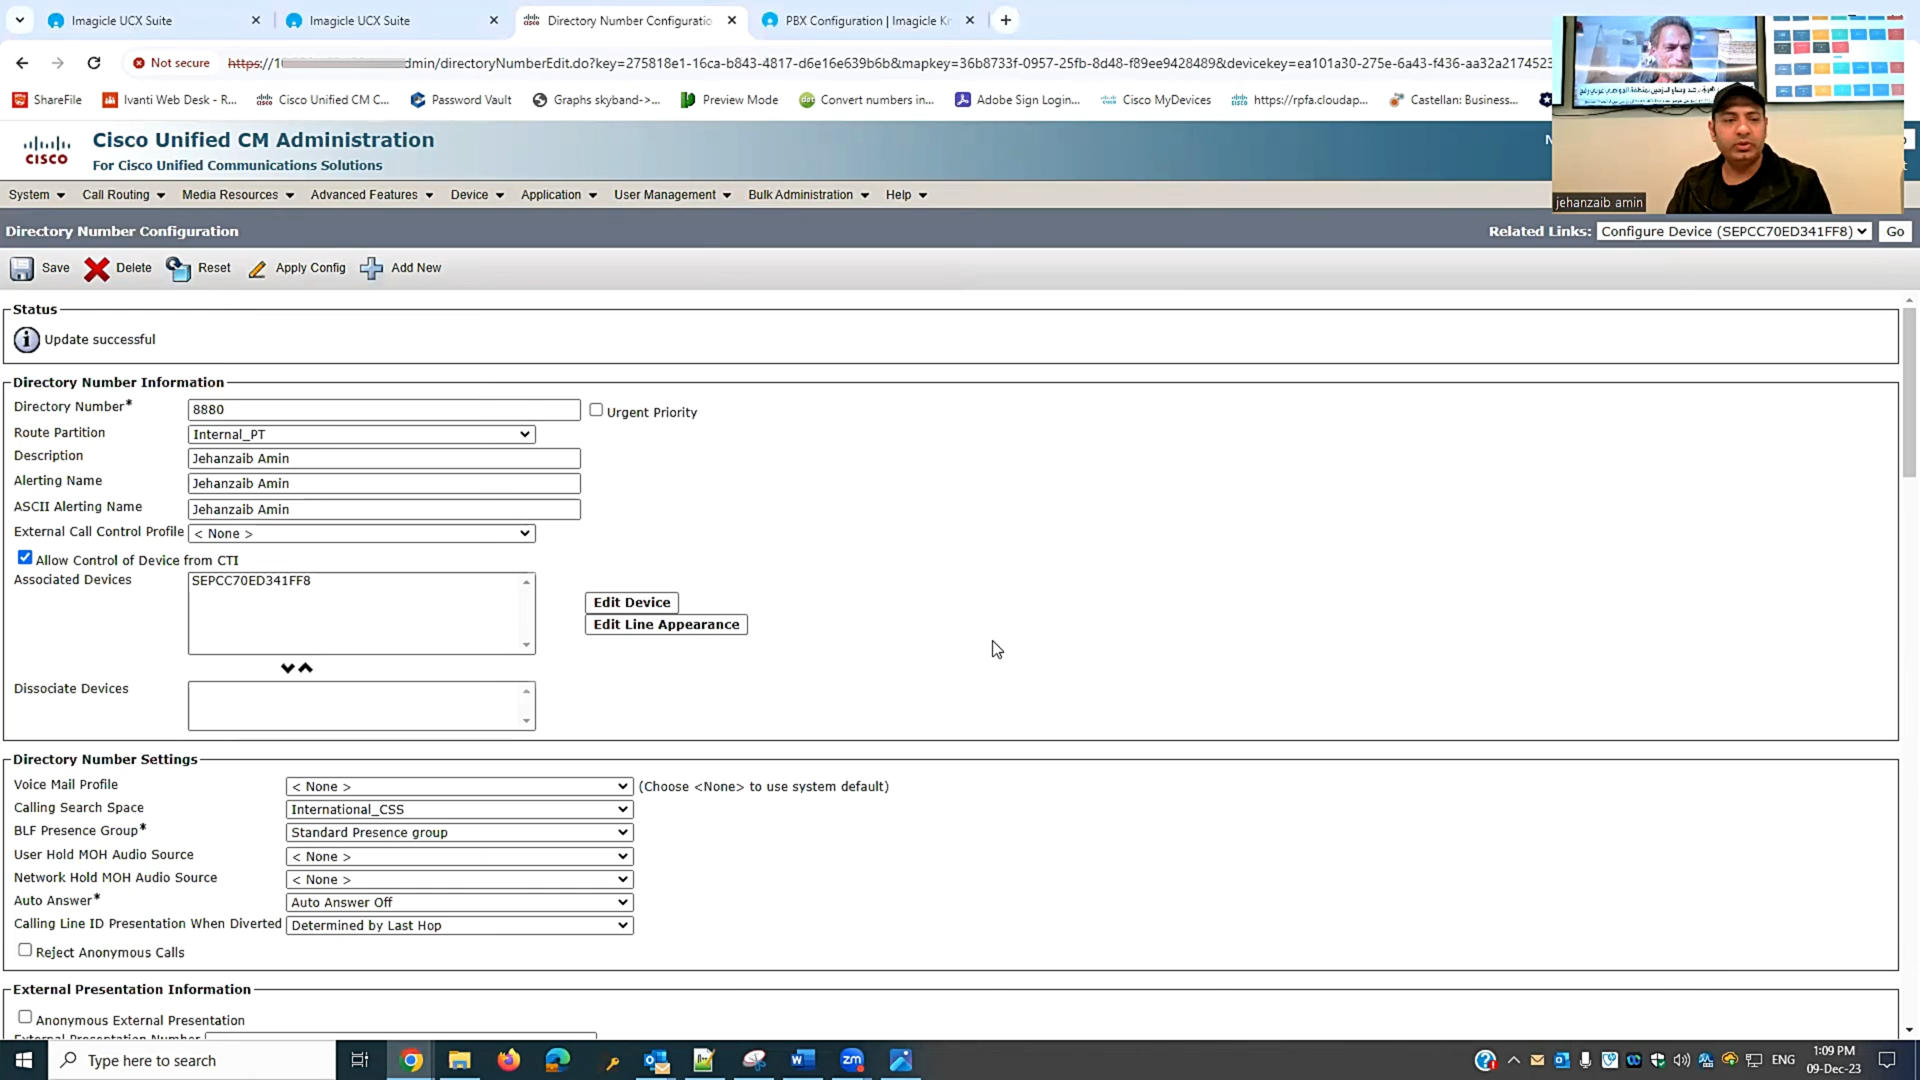 Imagicle UCX Suite
Imagicle UCX Suite
Directory Number Configuratio
PBX Configuration | Imagicle Kn
Not secure
https://1
dmin/directoryNumberEdit.do?key=275818e1-16ca-b843-4817-d6e16e639b6b&mapkey=36b8733f-0957-25fb-8d48-f89ee9428489&devicekey=ea101a30-275e-6a43-f436-aa32a2174523
ShareFile
Ivanti Web Desk - R...
Cisco Unified CM C...
Password Vault
Graphs skyband->...
Preview Mode
Convert numbers in...
Adobe Sign Login...
Cisco MyDevices
https://rpfa.cloudap...
Castellan: Business...
CISCO
Cisco Unified CM Administration
For Cisco Unified Communications Solutions
jehanzaib amin
System
Call Routing
Media Resources
Advanced Features
Device
Application
User Management
Bulk Administration
Help
Directory Number Configuration
Related Links:
Configure Device (SEPCC70ED341FF8)
Go
Save
Delete
Reset
Apply Config
Add New
Status
Update successful
Directory Number Information
Directory Number*
8880
Urgent Priority
Route Partition
Internal_PT
Description
Jehanzaib Amin
Alerting Name
Jehanzaib Amin
ASCII Alerting Name
Jehanzaib Amin
External Call Control Profile
< None >
Allow Control of Device from CTI
Associated Devices
SEPCC70ED341FF8
Edit Device
Edit Line Appearance
Dissociate Devices
Directory Number Settings
Voice Mail Profile
< None >
(Choose <None> to use system default)
Calling Search Space
International_CSS
BLF Presence Group*
Standard Presence group
User Hold MOH Audio Source
< None >
Network Hold MOH Audio Source
< None >
Auto Answer*
Auto Answer Off
Calling Line ID Presentation When Diverted
Determined by Last Hop
Reject Anonymous Calls
External Presentation Information
Anonymous External Presentation
External Presentation Number
Type here to search
zm
ENG
1:09 PM
09-Dec-23